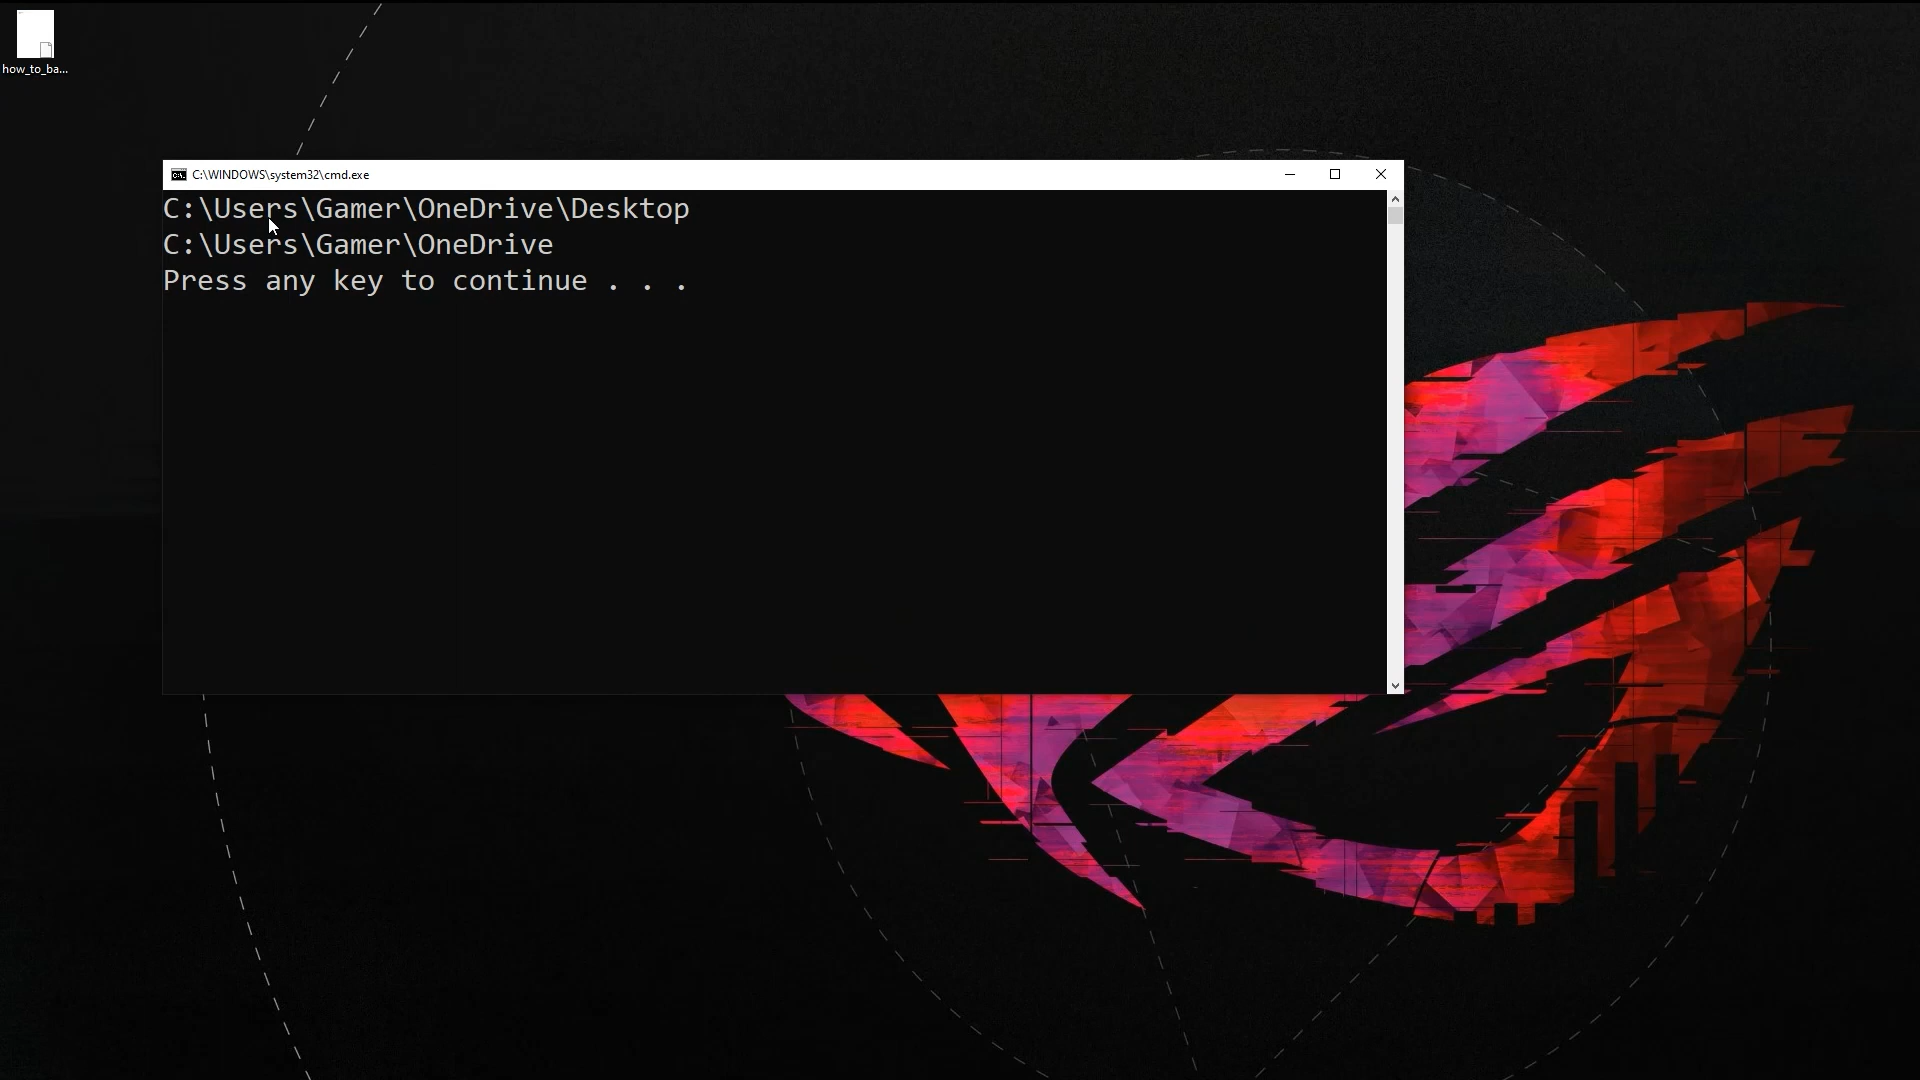 how_to_ba...
C:\WINDOWS\system32\cmd.exe
C:\Users\Gamer\OneDrive\Desktop
C:\Users\Gamer\OneDrive
Press any key to continue . . .